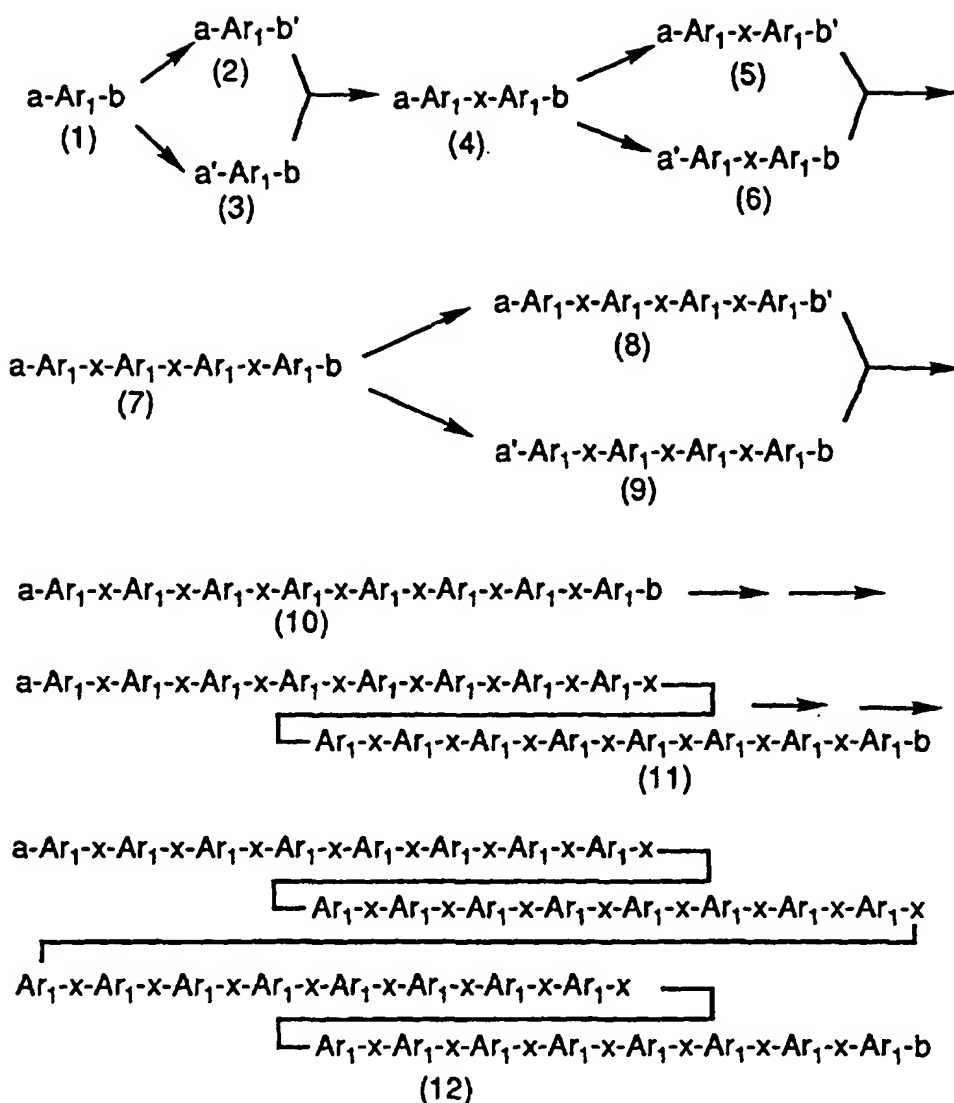 a-Ar₁-b'
(2)
a-Ar₁-b
(1)
a'-Ar₁-b
(3)
a-Ar₁-x-Ar₁-b
(4).
a-Ar₁-x-Ar₁-b'
(5)
a'-Ar₁-x-Ar₁-b
(6)
a-Ar₁-x-Ar₁-x-Ar₁-x-Ar₁-b
(7)
a-Ar₁-x-Ar₁-x-Ar₁-x-Ar₁-b'
(8)
a'-Ar₁-x-Ar₁-x-Ar₁-x-Ar₁-b
(9)
a-Ar₁-x-Ar₁-x-Ar₁-x-Ar₁-x-Ar₁-x-Ar₁-x-Ar₁-x-Ar₁-b
(10)
a-Ar₁-x-Ar₁-x-Ar₁-x-Ar₁-x-Ar₁-x-Ar₁-x-Ar₁-x-Ar₁-x
Ar₁-x-Ar₁-x-Ar₁-x-Ar₁-x-Ar₁-x-Ar₁-x-Ar₁-x-Ar₁-b
(11)
a-Ar₁-x-Ar₁-x-Ar₁-x-Ar₁-x-Ar₁-x-Ar₁-x-Ar₁-x-Ar₁-x
Ar₁-x-Ar₁-x-Ar₁-x-Ar₁-x-Ar₁-x-Ar₁-x-Ar₁-x-Ar₁-x
Ar₁-x-Ar₁-x-Ar₁-x-Ar₁-x-Ar₁-x-Ar₁-x-Ar₁-x-Ar₁-x
Ar₁-x-Ar₁-x-Ar₁-x-Ar₁-x-Ar₁-x-Ar₁-x-Ar₁-x-Ar₁-b
(12)